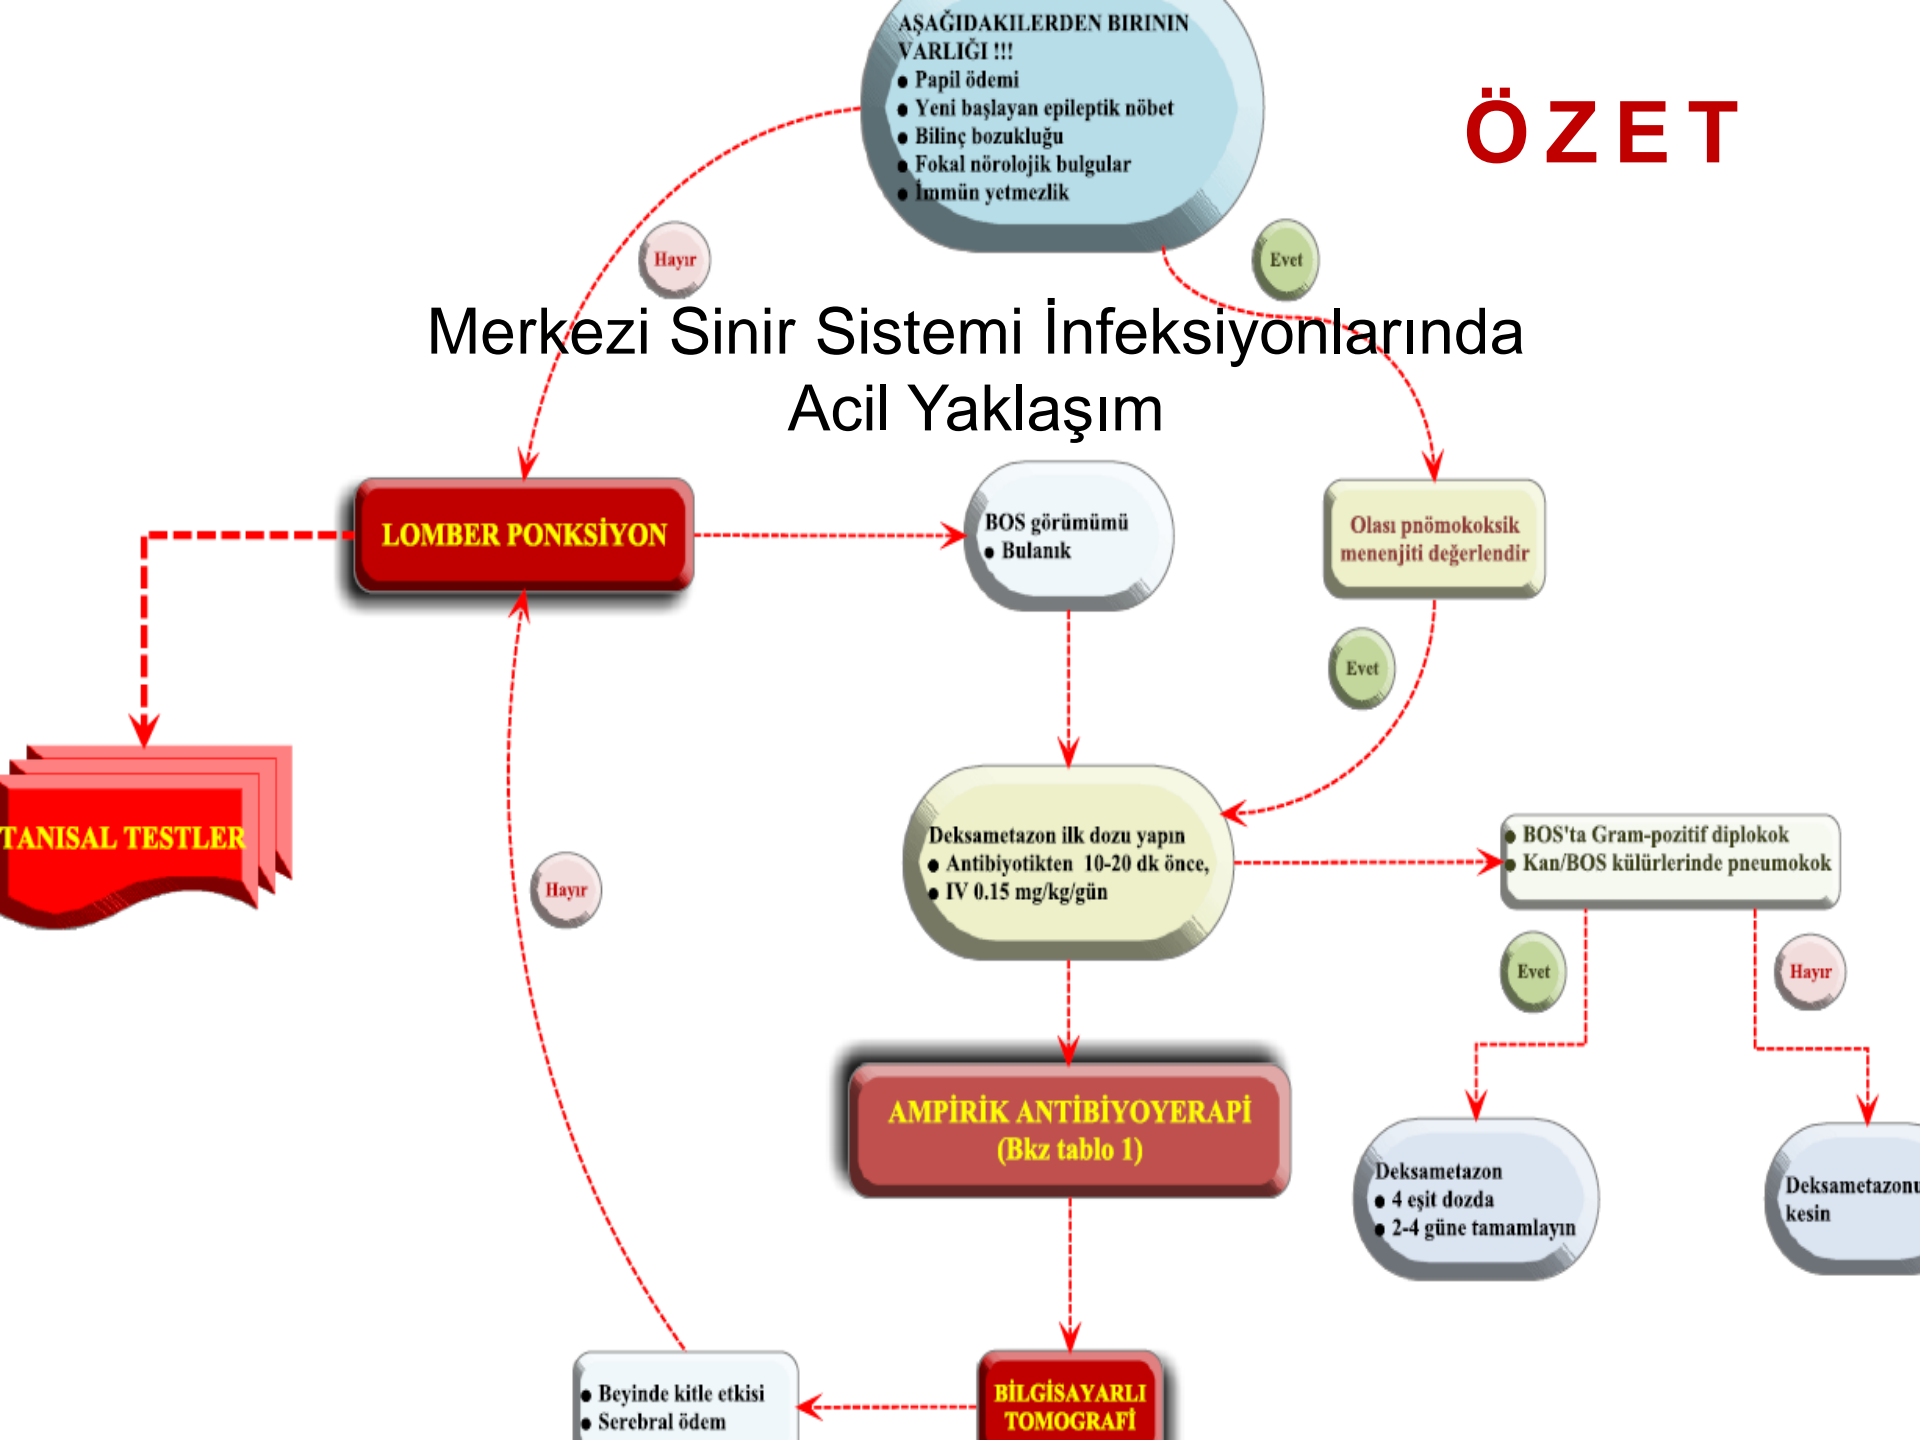 AŞAĞIDAKILERDEN BIRININ
VARLIĞI !!!
● Papil ödemi
● Yeni başlayan epileptik nöbet
● Bilinç bozukluğu
● Fokal nörolojik bulgular
● İmmün yetmezlik
ÖZET
Hayır
Evet
Merkezi Sinir Sistemi İnfeksiyonlarında
Acil Yaklaşım
LOMBER PONKSİYON
BOS görümümü
● Bulanık
Olası pnömokoksik
menenjiti değerlendir
Evet
TANISAL TESTLER
Hayır
Deksametazon ilk dozu yapın
● Antibiyotikten 10-20 dk önce,
● IV 0.15 mg/kg/gün
● BOS'ta Gram-pozitif diplokok
● Kan/BOS külürlerinde pneumokok
Evet
Hayır
AMPİRİK ANTİBİYOYERAPİ
(Bkz tablo 1)
Deksametazon
● 4 eşit dozda
● 2-4 güne tamamlayın
Deksametazonu
kesin
● Beyinde kitle etkisi
● Serebral ödem
BİLGİSAYARLI
TOMOGRAFİ